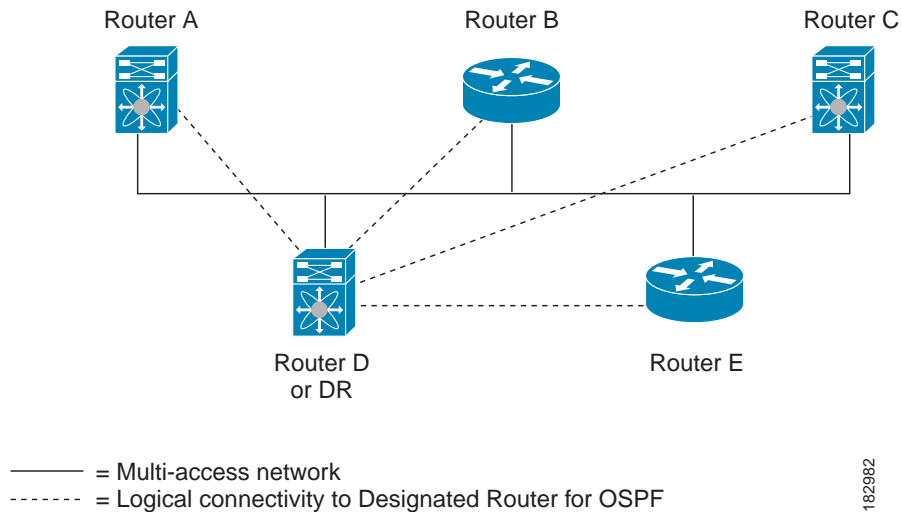 Router A
Router B
Router C
Router D
or DR
Router E
= Multi-access network
= Logical connectivity to Designated Router for OSPF
182982